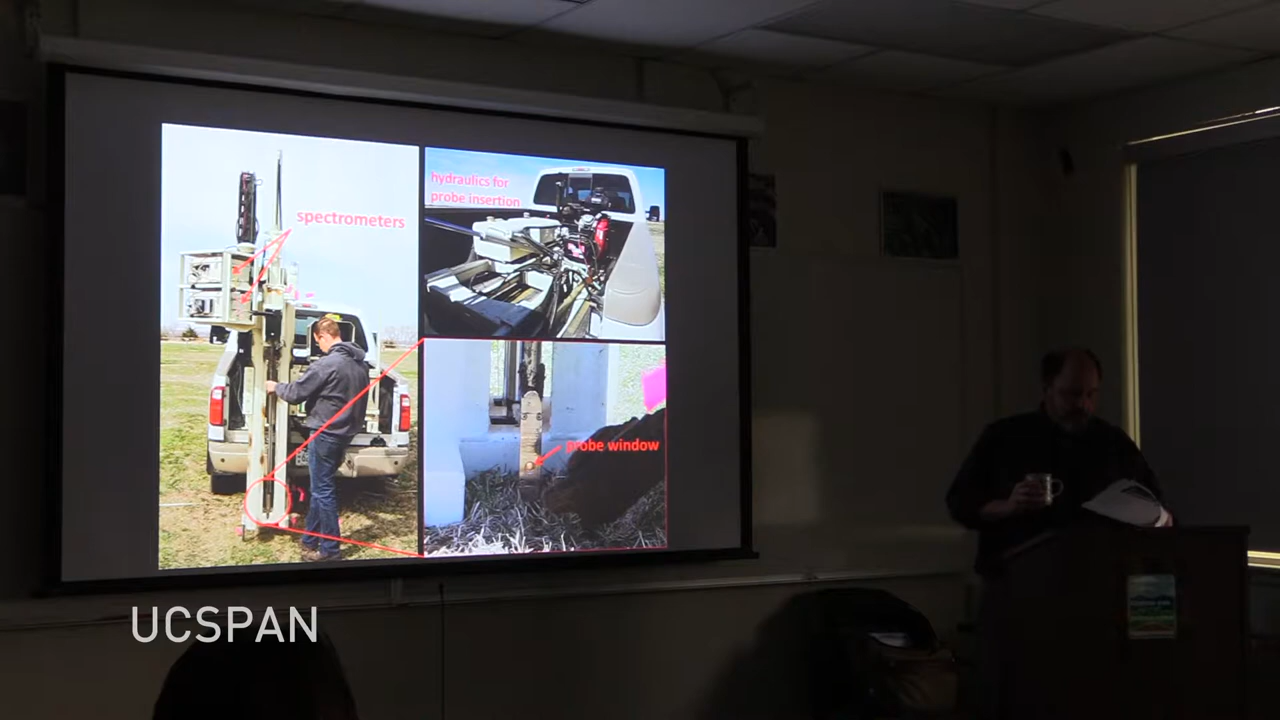 spectrometers
hydraulics for
probe insertion
probe window
UCSPAN